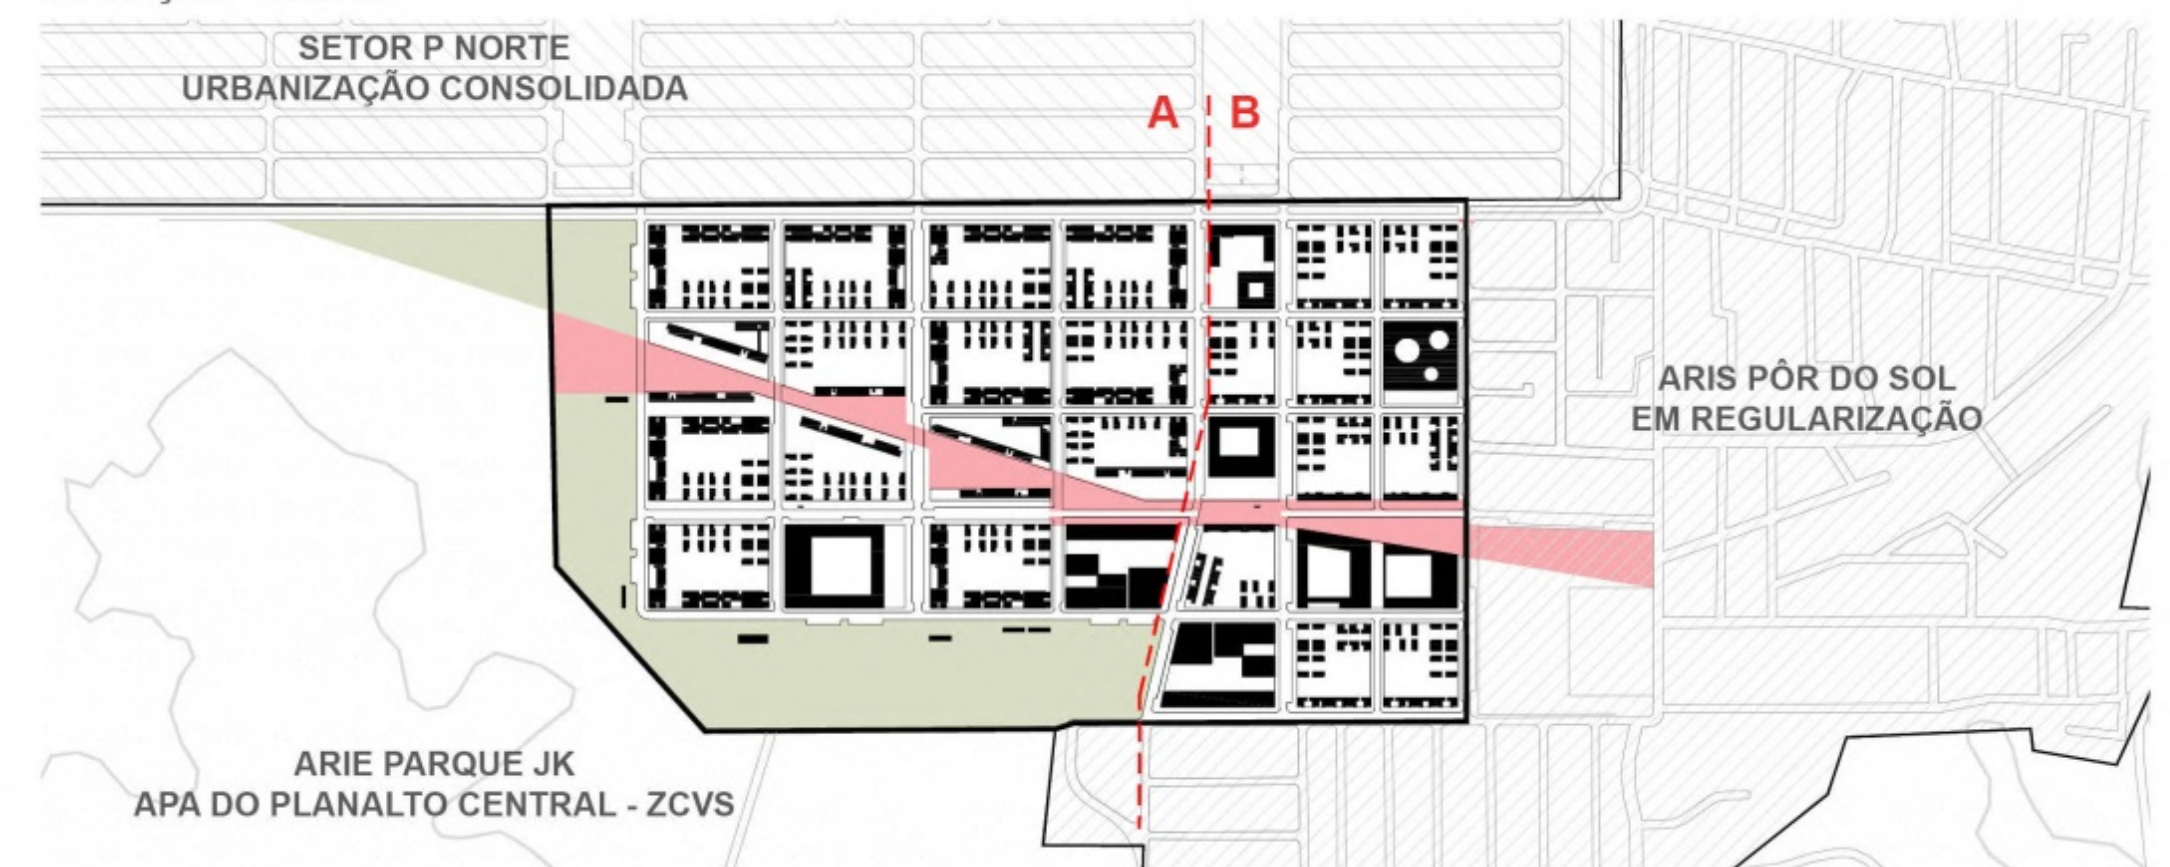 SETOR P NORTE
URBANIZAÇÃO CONSOLIDADA
A B
ARIS PÔR DO SOL
EM REGULARIZAÇÃO
ARIE PARQUE JK
APA DO PLANALTO CENTRAL - ZCVS